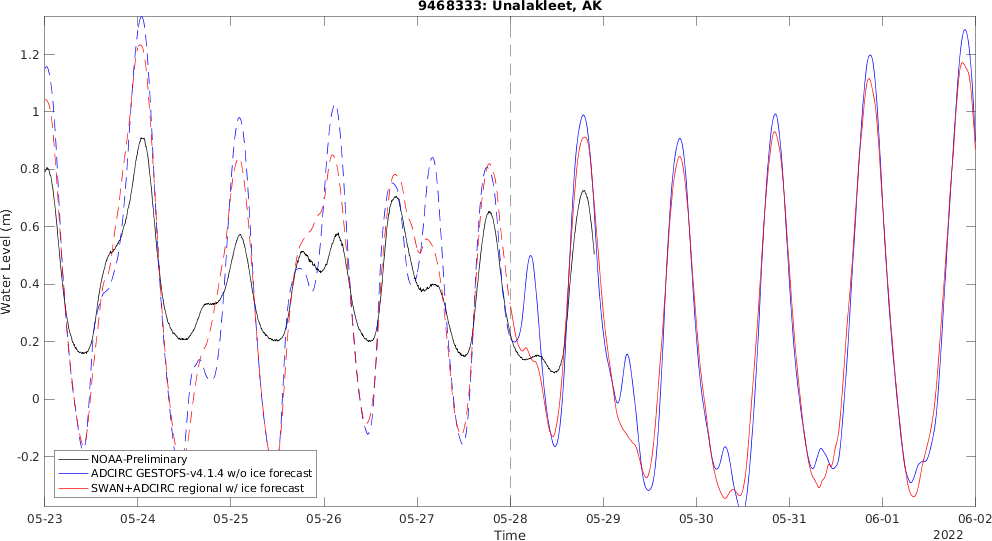 9468333: Unalakleet, AK
Water Level (m)
1.2
1
0.8
0.6
0.4
0.2
0
-0.2
NOAA-Preliminary
ADCIRC GESTOFS-v4.1.4 w/o ice forecast
SWAN+ADCIRC regional w/ ice forecast
05-23 05-24 05-25 05-26 05-27 05-28 05-29 05-30 05-31 06-01 06-02
Time
2022